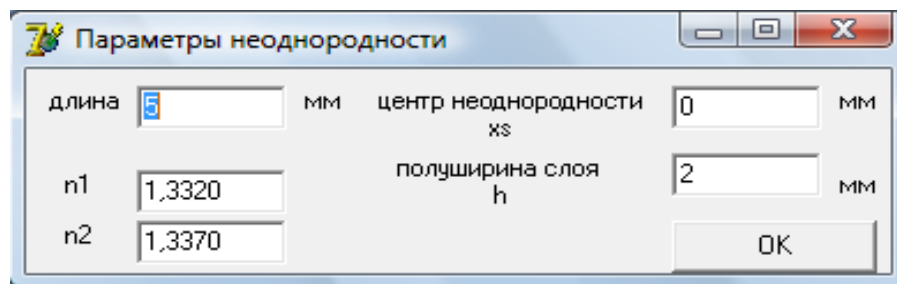 Параметры неоднородности
длина 5 мм центр неоднородности xs 0 мм
n1 1,3320 полуширина слоя h 2 мм
n2 1,3370 OK